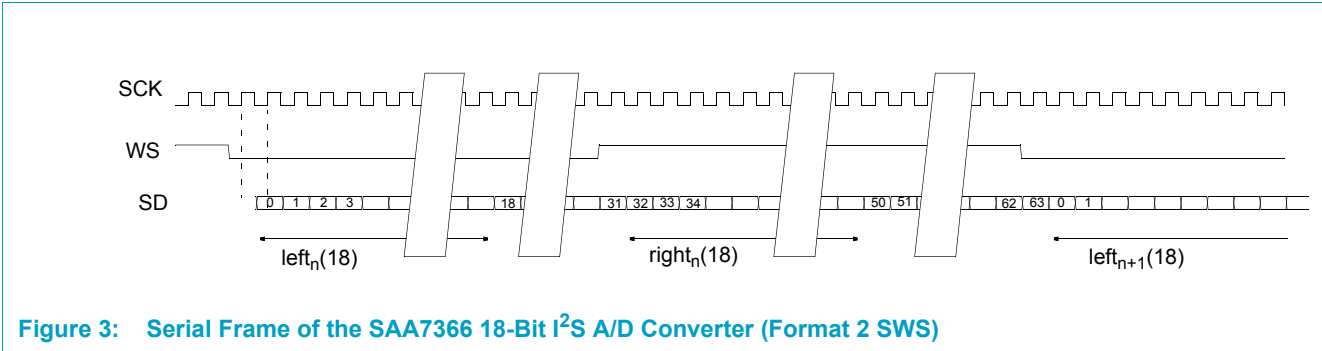 SCK
WS
SD
0 1 2 3 18 31 32 33 34 50 51 62 63 0 1
leftn(18) rightn(18) leftn+1(18)
Figure 3: Serial Frame of the SAA7366 18-Bit I2S A/D Converter (Format 2 SWS)